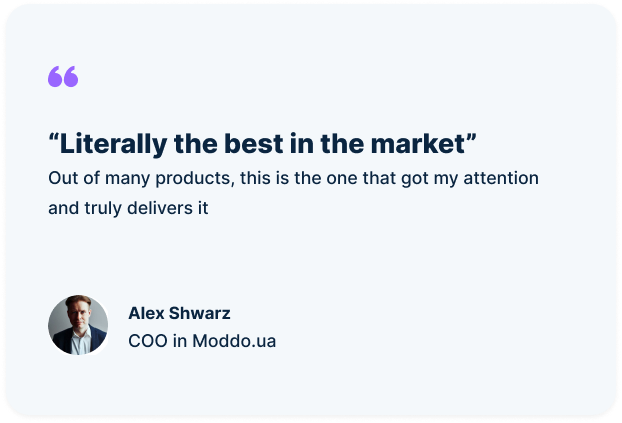 “
“Literally the best in the market”
Out of many products, this is the one that got my attention
and truly delivers it
Alex Shwarz
COO in Moddo.ua